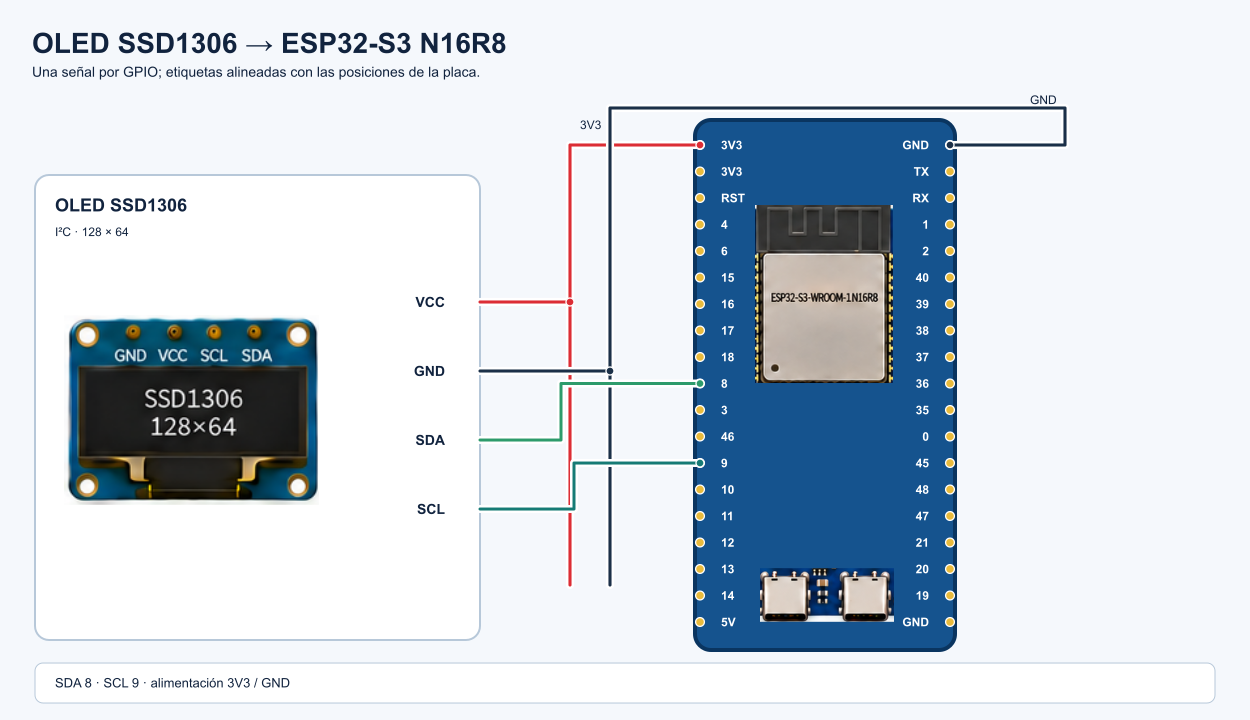 OLED SSD1306 → ESP32-S3 N16R8
Una señal por GPIO; etiquetas alineadas con las posiciones de la placa.
GND
3V3
OLED SSD1306
I²C · 128 × 64
GND VCC SCL SDA
SSD1306
128×64
VCC
GND
SDA
SCL
3V3 GND
3V3 TX
RST RX
4 1
6 2
15 40
16 39
17 38
18 37
8 36
3 35
46 0
9 45
10 48
11 47
12 21
13 20
14 19
5V GND
ESP32-S3-WROOM-1N16R8
SDA 8 · SCL 9 · alimentación 3V3 / GND